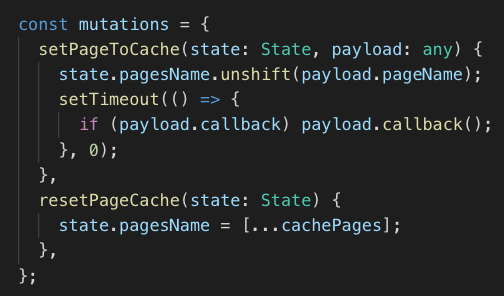 const mutations = {
  setPageToCache(state: State, payload: any) {
    state.pagesName.unshift(payload.pageName);
    setTimeout(() => {
      if (payload.callback) payload.callback();
    }, 0);
  },
  resetPageCache(state: State) {
    state.pagesName = [...cachePages];
  },
};